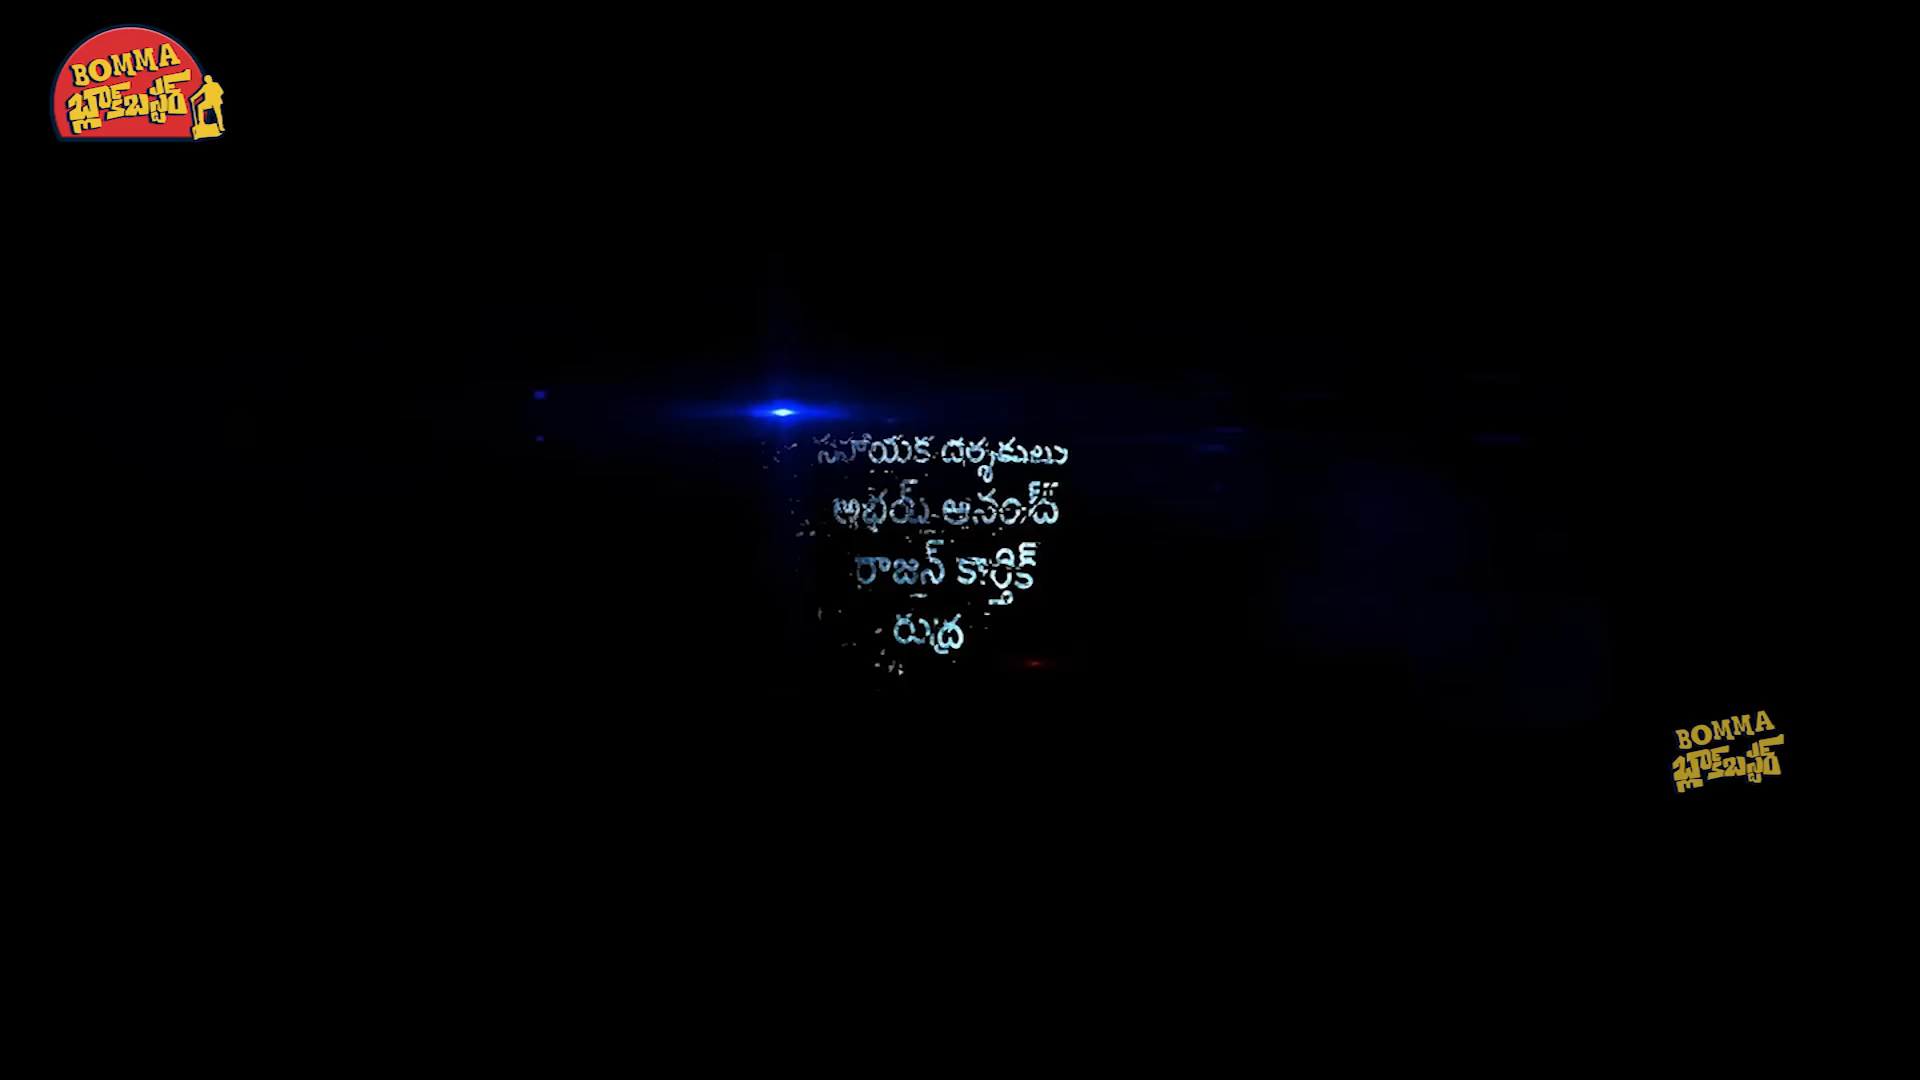 BOMMA
బ్లాక్‌బస్టర్
సహాయక దర్శకులు
అభయ్ ఆనంద్
రాజన్ కార్తిక్
రుద్ర
BOMMA
బ్లాక్‌బస్టర్